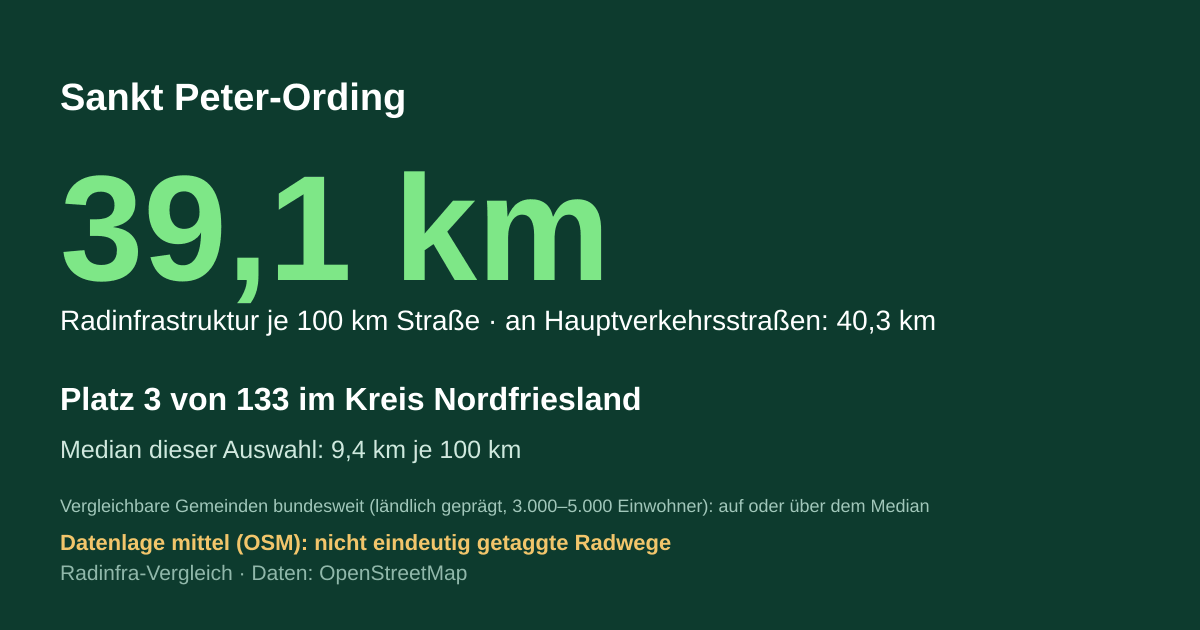 Sankt Peter-Ording
39,1 km
Radinfrastruktur je 100 km Straße · an Hauptverkehrsstraßen: 40,3 km
Platz 3 von 133 im Kreis Nordfriesland
Median dieser Auswahl: 9,4 km je 100 km
Vergleichbare Gemeinden bundesweit (ländlich geprägt, 3.000–5.000 Einwohner): auf oder über dem Median
Datenlage mittel (OSM): nicht eindeutig getaggte Radwege
Radinfra-Vergleich · Daten: OpenStreetMap